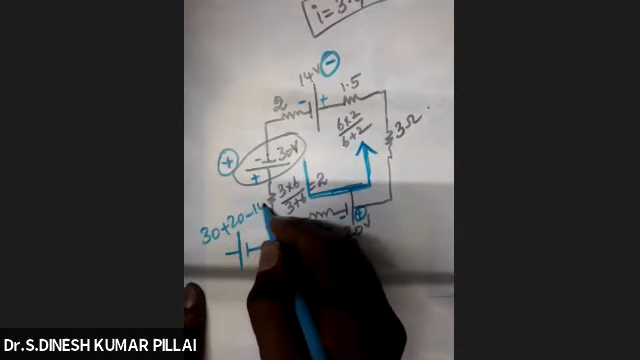 14V -
- +
1.5
2
6×2
6+2
3Ω
+
- 30V
+
3×6
3+6
= 2
30+20-14
- +
20V
Dr.S.DINESH KUMAR PILLAI